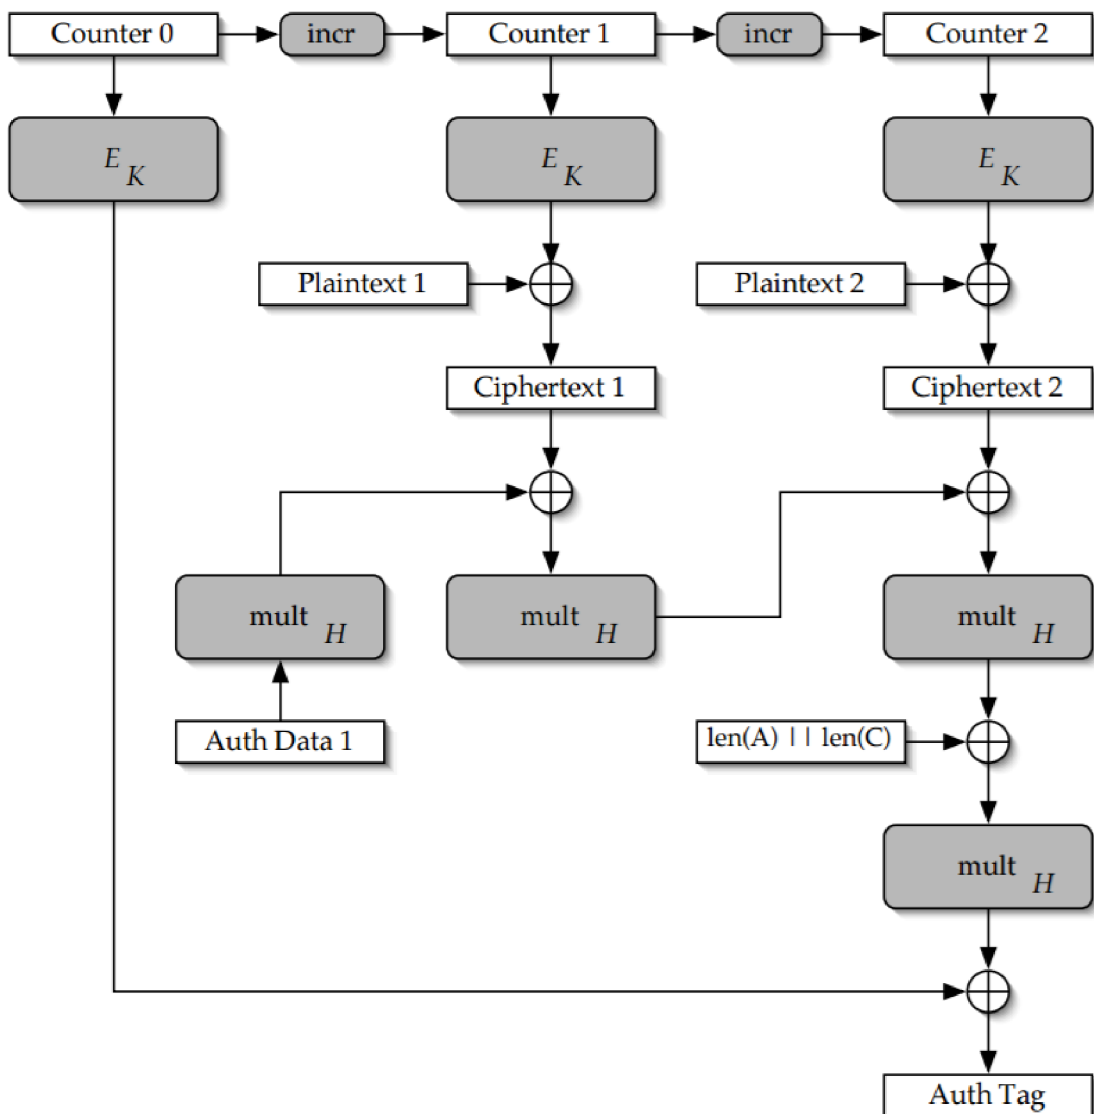 Counter 0
incr
Counter 1
incr
Counter 2
E K
E K
E K
Plaintext 1
Plaintext 2
Ciphertext 1
Ciphertext 2
mult H
mult H
mult H
Auth Data 1
len(A) || len(C)
mult H
Auth Tag